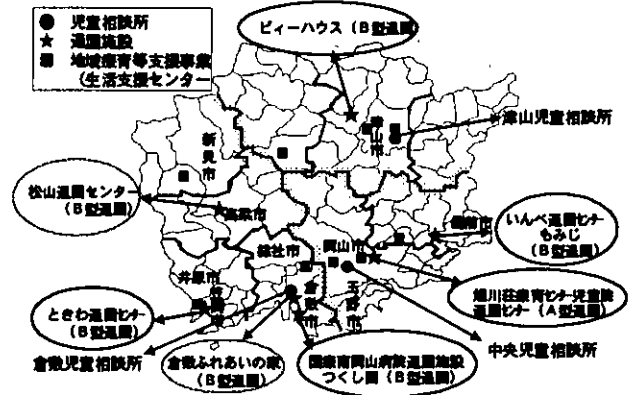 ● 児童相談所
★ 通園施設
■ 地域療育等支援事業
(生活支援センター)
ビィーハウス(B型通園)
津山児童相談所
津山市
新見市
松山通園センター
(B型通園)
高梁市
備前市
いんべ通園センター
もみじ
(B型通園)
総社市
岡山市
井原市
笠岡市
倉敷市
玉野市
旭川荘療育センター児童院
通園センター(A型通園)
ときわ通園センター
(B型通園)
倉敷児童相談所
倉敷ふれあいの家
(B型通園)
国療南岡山病院通園施設
つくし園(B型通園)
中央児童相談所